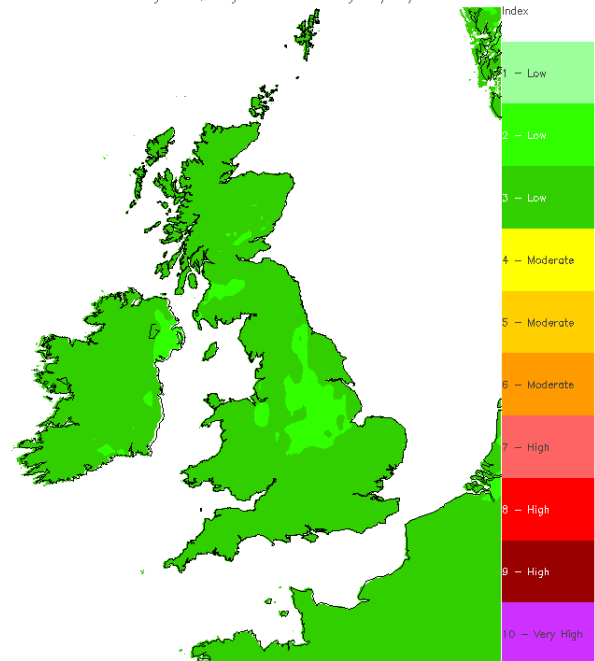 Index
1 - Low
2 - Low
3 - Low
4 - Moderate
5 - Moderate
6 - Moderate
7 - High
8 - High
9 - High
10 - Very High